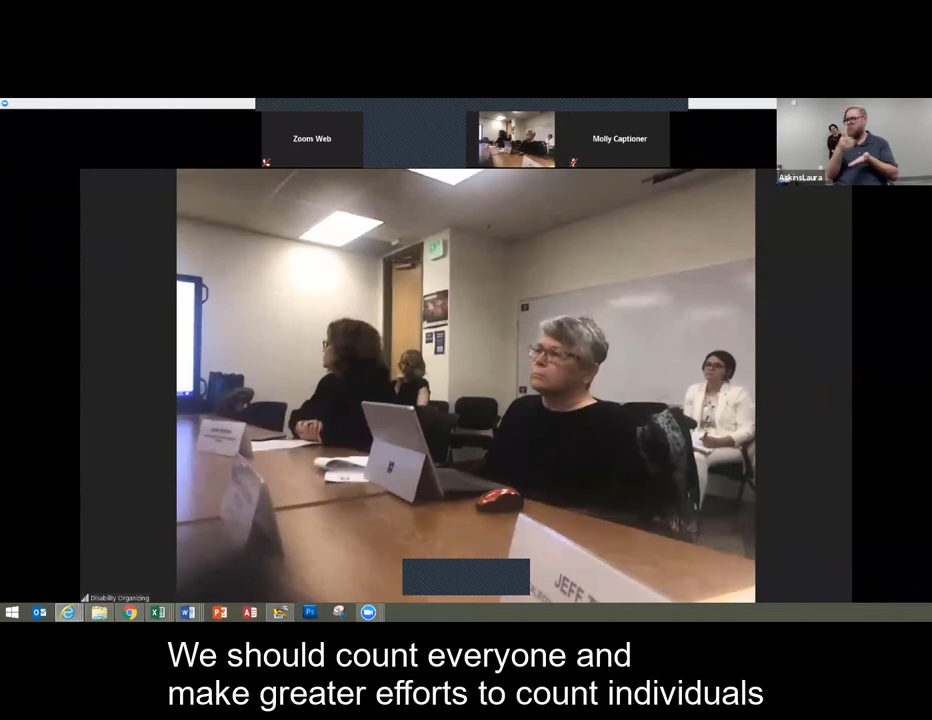 Zoom Web
Molly Captioner
AskinsLaura
EXIT
JEFF T
Disability Organizing
We should count everyone and
make greater efforts to count individuals